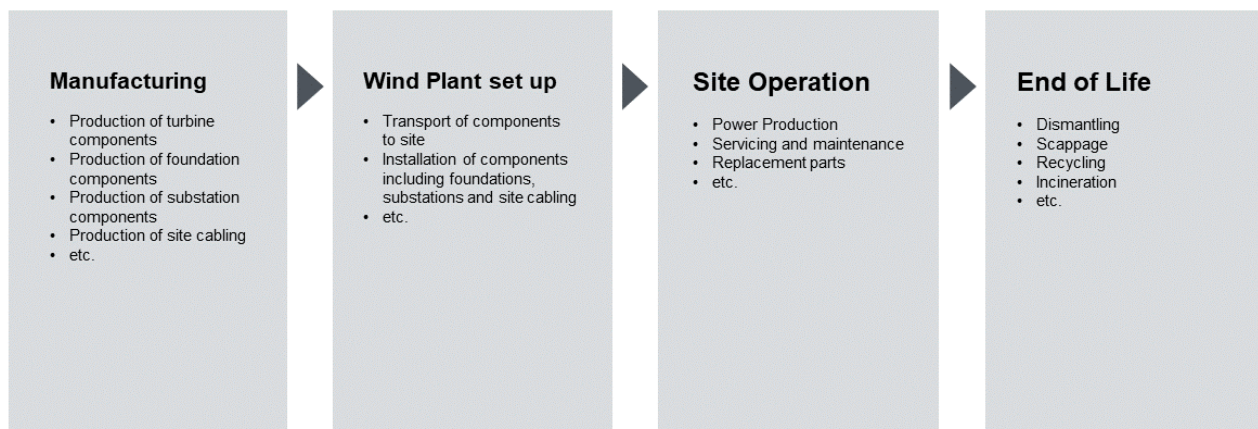 Manufacturing
• Production of turbine
components
• Production of foundation
components
• Production of substation
components
• Production of site cabling
• etc.
Wind Plant set up
• Transport of components
to site
• Installation of components
including foundations,
substations and site cabling
• etc.
Site Operation
• Power Production
• Servicing and maintenance
• Replacement parts
• etc.
End of Life
• Dismantling
• Scappage
• Recycling
• Incineration
• etc.